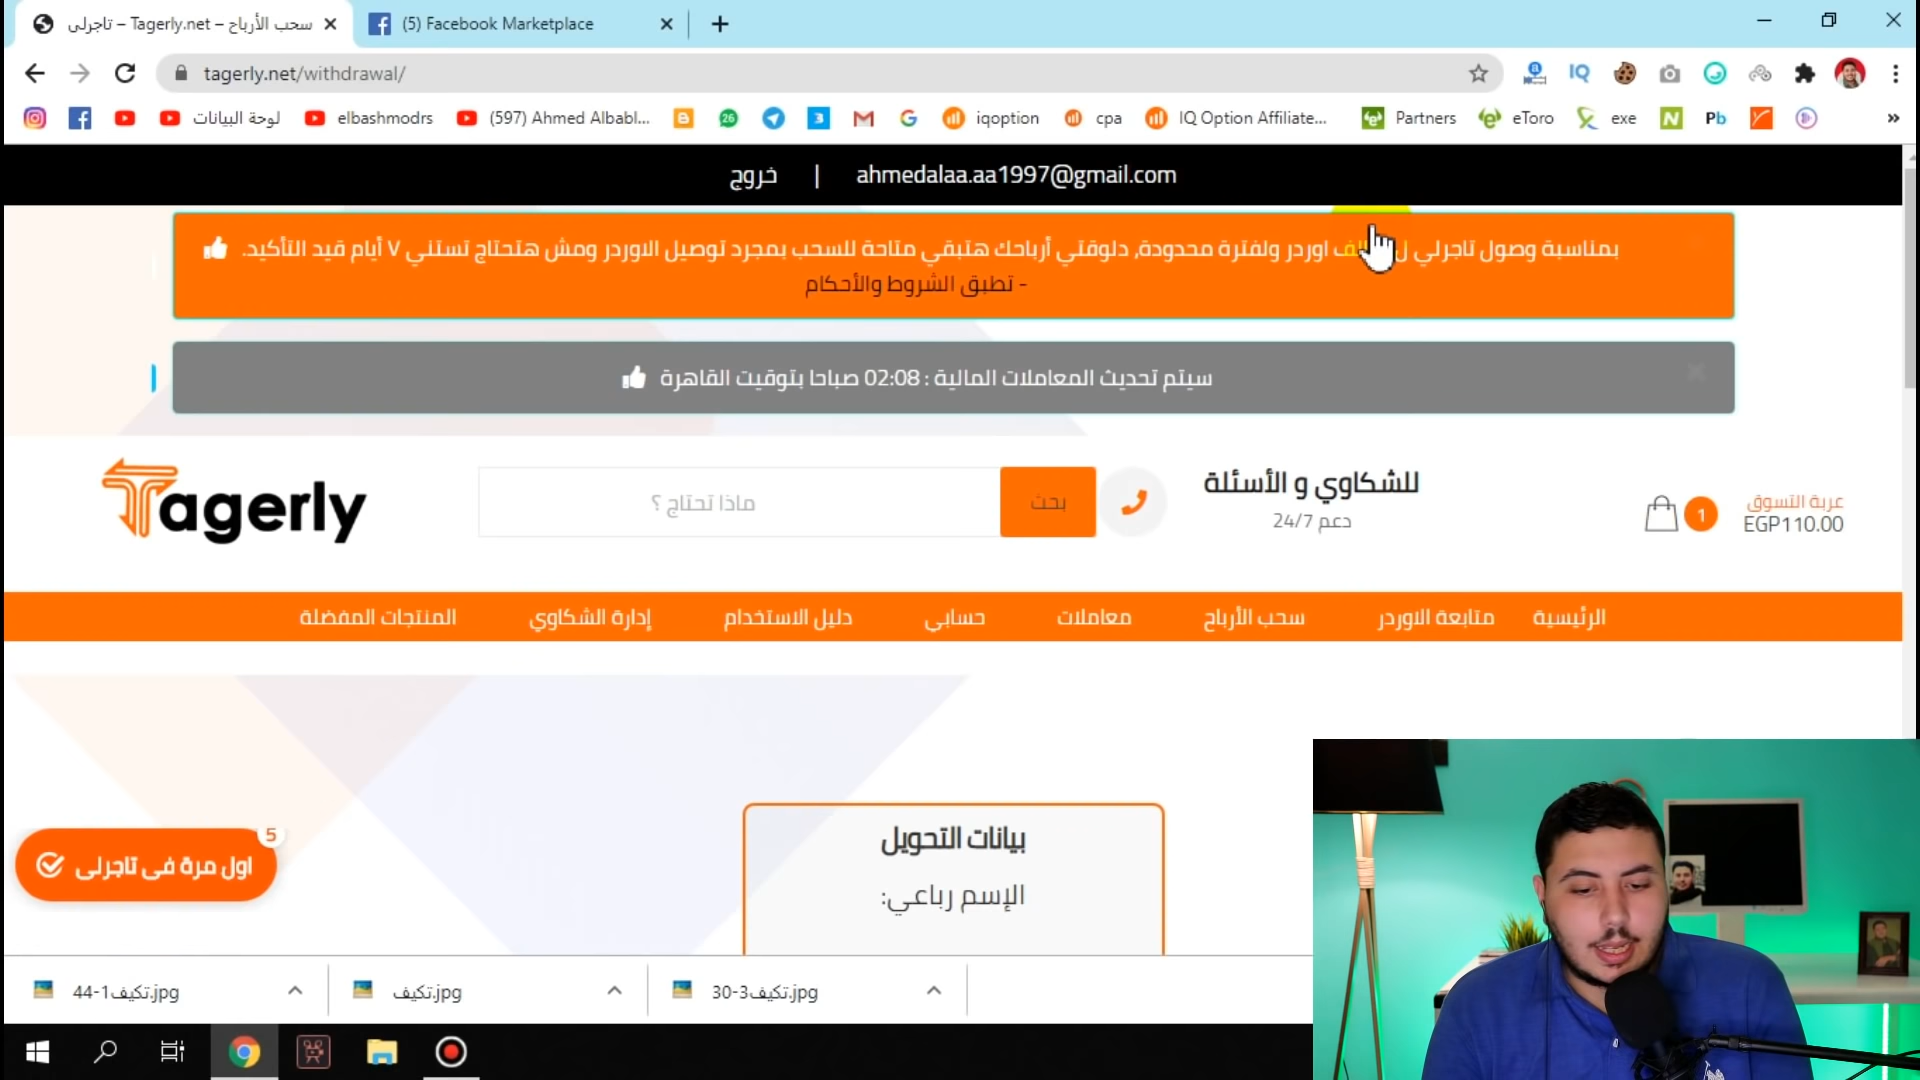 سحب الأرباح – Tagerly.net – تاجرلى
(5) Facebook Marketplace
tagerly.net/withdrawal/
لوحة البيانات
elbashmodrs
(597) Ahmed Albabl...
iqoption
cpa
IQ Option Affiliate...
Partners
eToro
exe
ahmedalaa.aa1997@gmail.com | خروج
بمناسبة وصول تاجرلي اوردر ولفترة محدودة, دلوقتي أرباحك هتبقي متاحة للسحب بمجرد توصيل الاوردر ومش هتحتاج تستني ٧ أيام قيد التأكيد.
- تطبق الشروط والأحكام
سيتم تحديث المعاملات المالية : 02:08 صباحا بتوقيت القاهرة
Tagerly
ماذا تحتاج ؟
بحث
للشكاوي و الأسئلة
دعم 24/7
1
عربة التسوق
EGP110.00
الرئيسية
متابعة الاوردر
سحب الأرباح
معاملات
حسابي
دليل الاستخدام
إدارة الشكاوي
المنتجات المفضلة
بيانات التحويل
الإسم رباعي:
5
اول مرة فى تاجرلى
تكيف1-44.jpg
تكيف.jpg
تكيف3-30.jpg